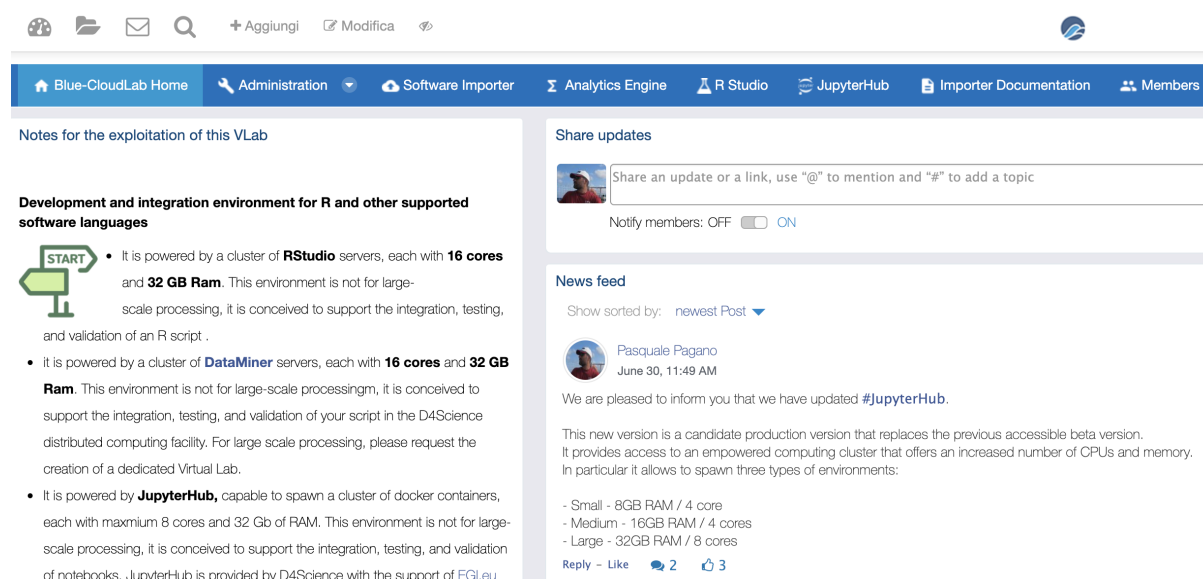 Aggiungi Modifica
Blue-CloudLab Home Administration Software Importer Analytics Engine R Studio JupyterHub Importer Documentation Members
Notes for the exploitation of this VLab
Development and integration environment for R and other supported
software languages
START
• It is powered by a cluster of RStudio servers, each with 16 cores
and 32 GB Ram. This environment is not for large-
scale processing, it is conceived to support the integration, testing,
and validation of an R script .
• it is powered by a cluster of DataMiner servers, each with 16 cores and 32 GB
Ram. This environment is not for large-scale processingm, it is conceived to
support the integration, testing, and validation of your script in the D4Science
distributed computing facility. For large scale processing, please request the
creation of a dedicated Virtual Lab.
• It is powered by JupyterHub, capable to spawn a cluster of docker containers,
each with maxmium 8 cores and 32 Gb of RAM. This environment is not for large-
scale processing, it is conceived to support the integration, testing, and validation
of notebooks. JupyterHub is provided by D4Science with the support of EGI.eu
Share updates
Share an update or a link, use “@” to mention and “#” to add a topic
Notify members: OFF ON
News feed
Show sorted by: newest Post
Pasquale Pagano
June 30, 11:49 AM
We are pleased to inform you that we have updated #JupyterHub.
This new version is a candidate production version that replaces the previous accessible beta version.
It provides access to an empowered computing cluster that offers an increased number of CPUs and memory.
In particular it allows to spawn three types of environments:
- Small - 8GB RAM / 4 core
- Medium - 16GB RAM / 4 cores
- Large - 32GB RAM / 8 cores
Reply - Like 2 3